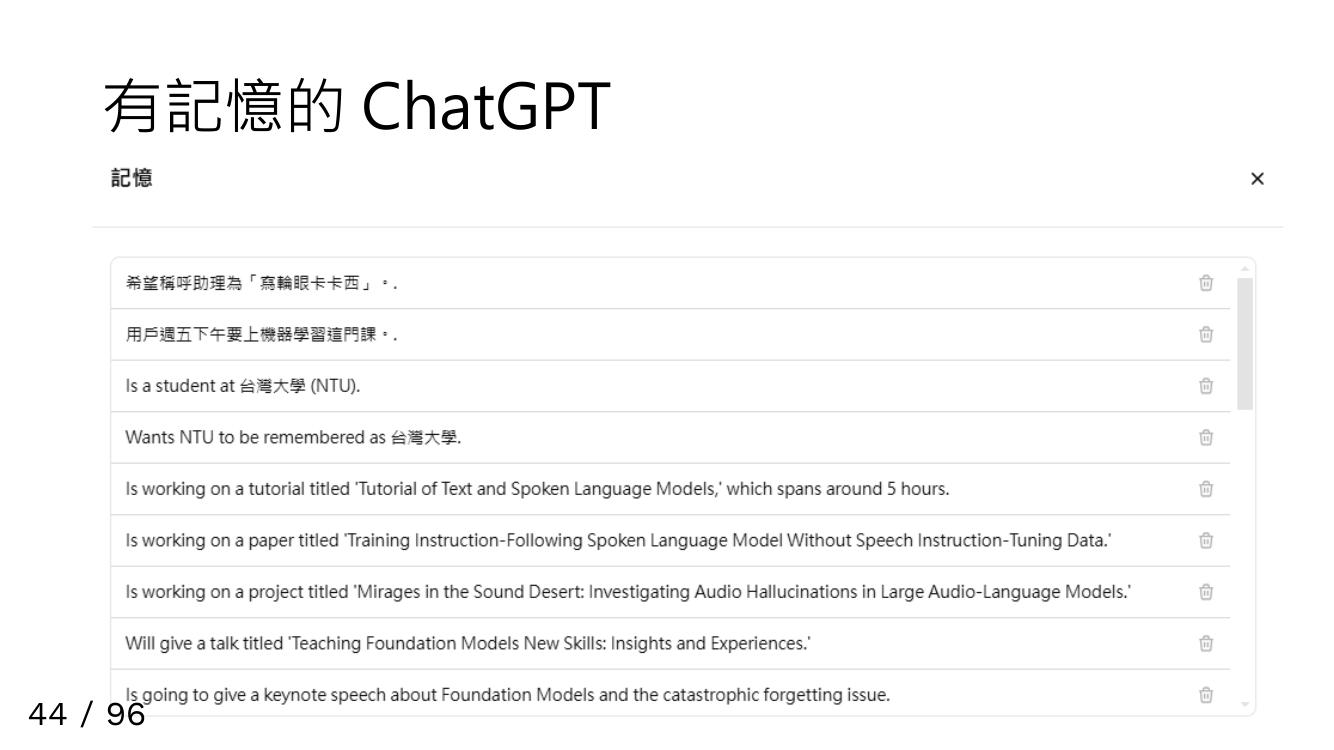 有記憶的 ChatGPT
記憶
希望稱呼助理為「寫輪眼卡卡西」。.
用戶週五下午要上機器學習這門課。.
Is a student at 台灣大學 (NTU).
Wants NTU to be remembered as 台灣大學.
Is working on a tutorial titled 'Tutorial of Text and Spoken Language Models,' which spans around 5 hours.
Is working on a paper titled 'Training Instruction-Following Spoken Language Model Without Speech Instruction-Tuning Data.'
Is working on a project titled 'Mirages in the Sound Desert: Investigating Audio Hallucinations in Large Audio-Language Models.'
Will give a talk titled 'Teaching Foundation Models New Skills: Insights and Experiences.'
Is going to give a keynote speech about Foundation Models and the catastrophic forgetting issue.
44 / 96